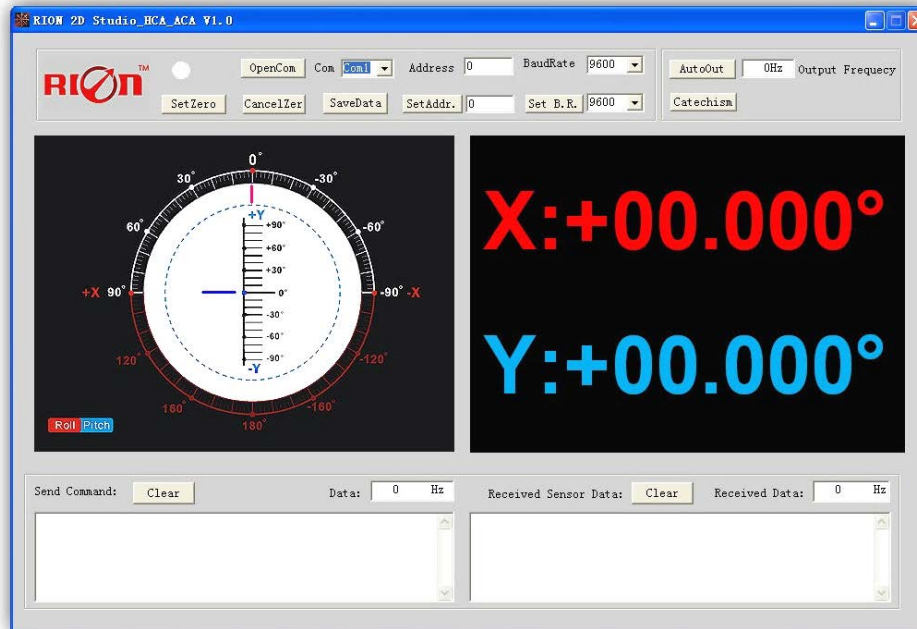 RION 2D Studio_HCA_ACA V1.0
RION™
OpenCom Com Com1 Address 0 BaudRate 9600
SetZero CancelZer SaveData SetAddr. 0 Set B.R. 9600
AutoOut 0Hz Output Frequecy
Catechism
0°
30° -30°
60° -60°
+X 90° -90° -X
120° -120°
160° -160°
180°
+Y
+90°
+60°
+30°
0°
-30°
-60°
-90°
-Y
Roll Pitch
X:+00.000°
Y:+00.000°
Send Command: Clear Data: 0 Hz
Received Sensor Data: Clear Received Data: 0 Hz